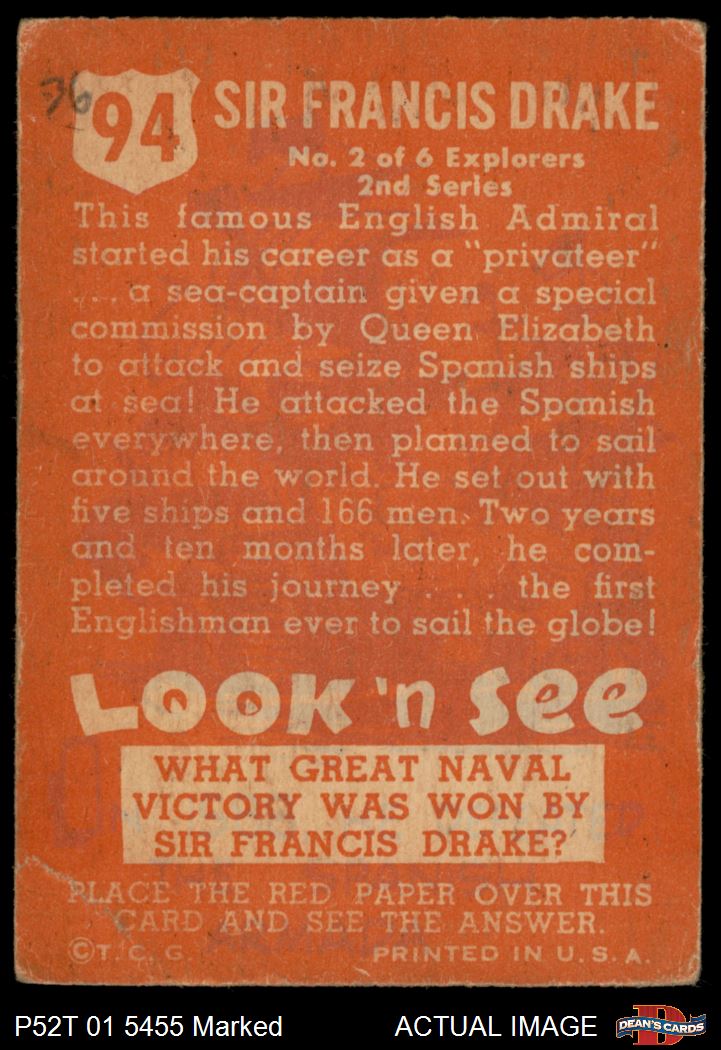 36
94
SIR FRANCIS DRAKE
No. 2 of 6 Explorers
2nd Series
This famous English Admiral
started his career as a "privateer"
... a sea-captain given a special
commission by Queen Elizabeth
to attack and seize Spanish ships
at sea! He attacked the Spanish
everywhere, then planned to sail
around the world. He set out with
five ships and 166 men. Two years
and ten months later, he com-
pleted his journey . . . the first
Englishman ever to sail the globe!
LOOK 'n SEE
WHAT GREAT NAVAL
VICTORY WAS WON BY
SIR FRANCIS DRAKE?
PLACE THE RED PAPER OVER THIS
CARD AND SEE THE ANSWER.
©T. C. G. PRINTED IN U. S. A.
P52T 01 5455 Marked ACTUAL IMAGE DEAN'S CARDS